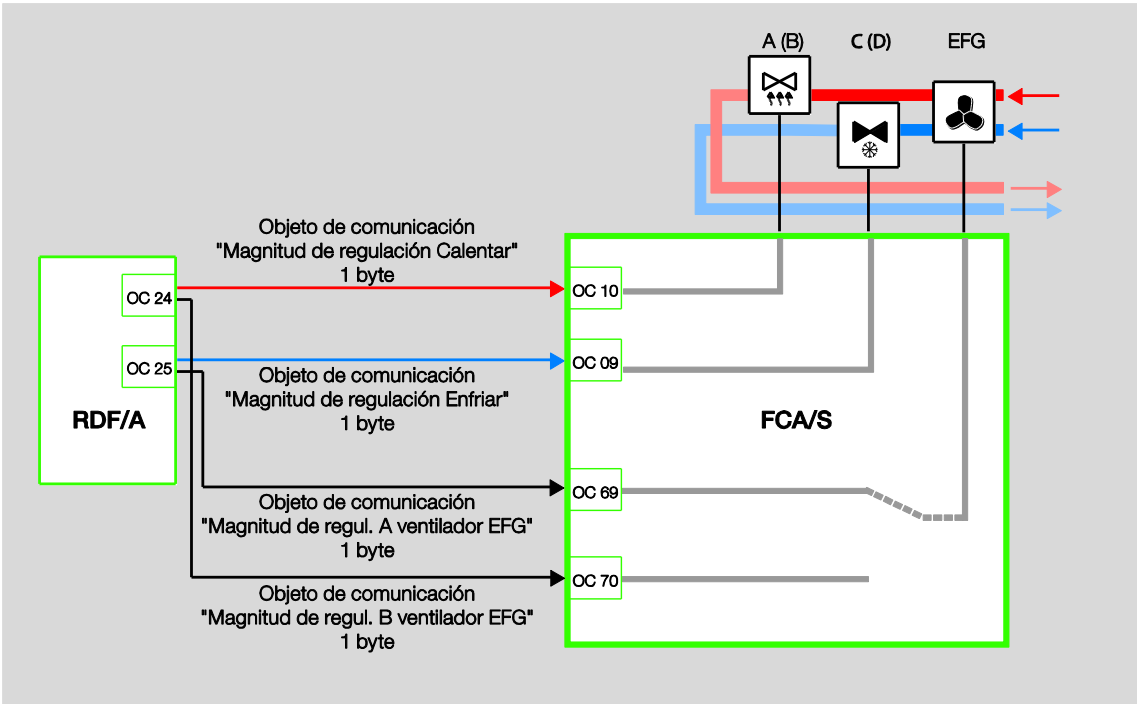 A (B)
C (D)
EFG
Objeto de comunicación
"Magnitud de regulación Calentar"
1 byte
OC 24
OC 10
OC 25
OC 09
Objeto de comunicación
"Magnitud de regulación Enfriar"
1 byte
RDF/A
FCA/S
OC 69
Objeto de comunicación
"Magnitud de regul. A ventilador EFG"
1 byte
OC 70
Objeto de comunicación
"Magnitud de regul. B ventilador EFG"
1 byte